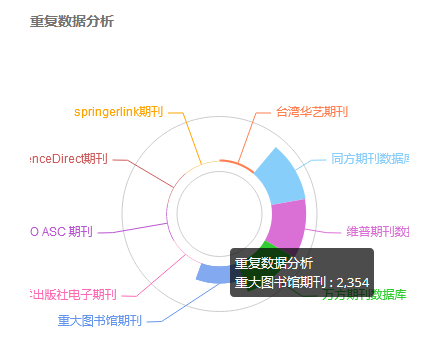 重复数据分析
springerlink期刊
台湾华艺期刊
enceDirect期刊
同方期刊数据库
O ASC 期刊
维普期刊数
重复数据分析
重大图书馆期刊 : 2,354
出版社电子期刊
万方期刊数据库
重大图书馆期刊